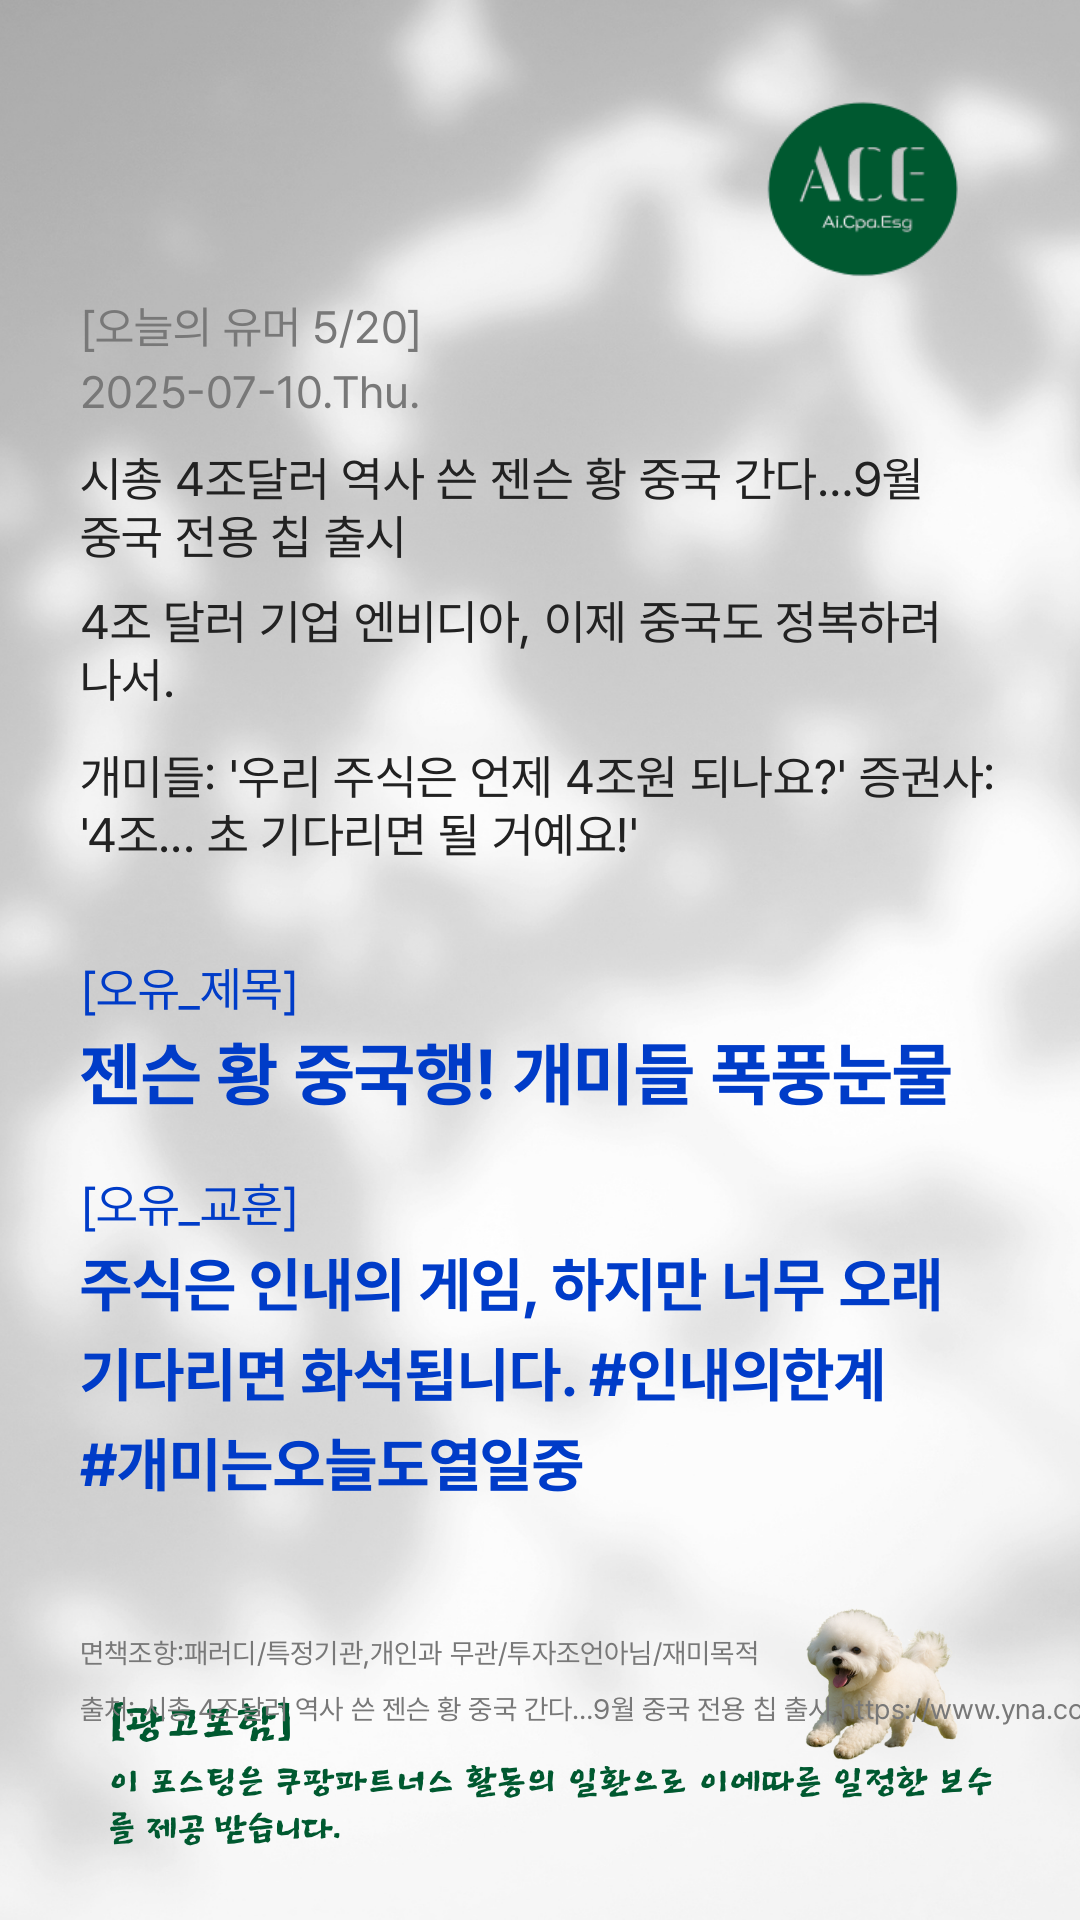 ACE
Ai.Cpa.Esg
[오늘의 유머 5/20]
2025-07-10.Thu.
시총 4조달러 역사 쓴 젠슨 황 중국 간다...9월
중국 전용 칩 출시
4조 달러 기업 엔비디아, 이제 중국도 정복하려
나서.
개미들: '우리 주식은 언제 4조원 되나요?' 증권사:
'4조... 초 기다리면 될 거예요!'
[오유_제목]
젠슨 황 중국행! 개미들 폭풍눈물
[오유_교훈]
주식은 인내의 게임, 하지만 너무 오래
기다리면 화석됩니다. #인내의한계
#개미는오늘도열일중
면책조항:패러디/특정기관,개인과 무관/투자조언아님/재미목적
출처: 시총 4조달러 역사 쓴 젠슨 황 중국 간다...9월 중국 전용 칩 출시, https://www.yna.co
[광고포함]
이 포스팅은 쿠팡파트너스 활동의 일환으로 이에따른 일정한 보수
를 제공 받습니다.